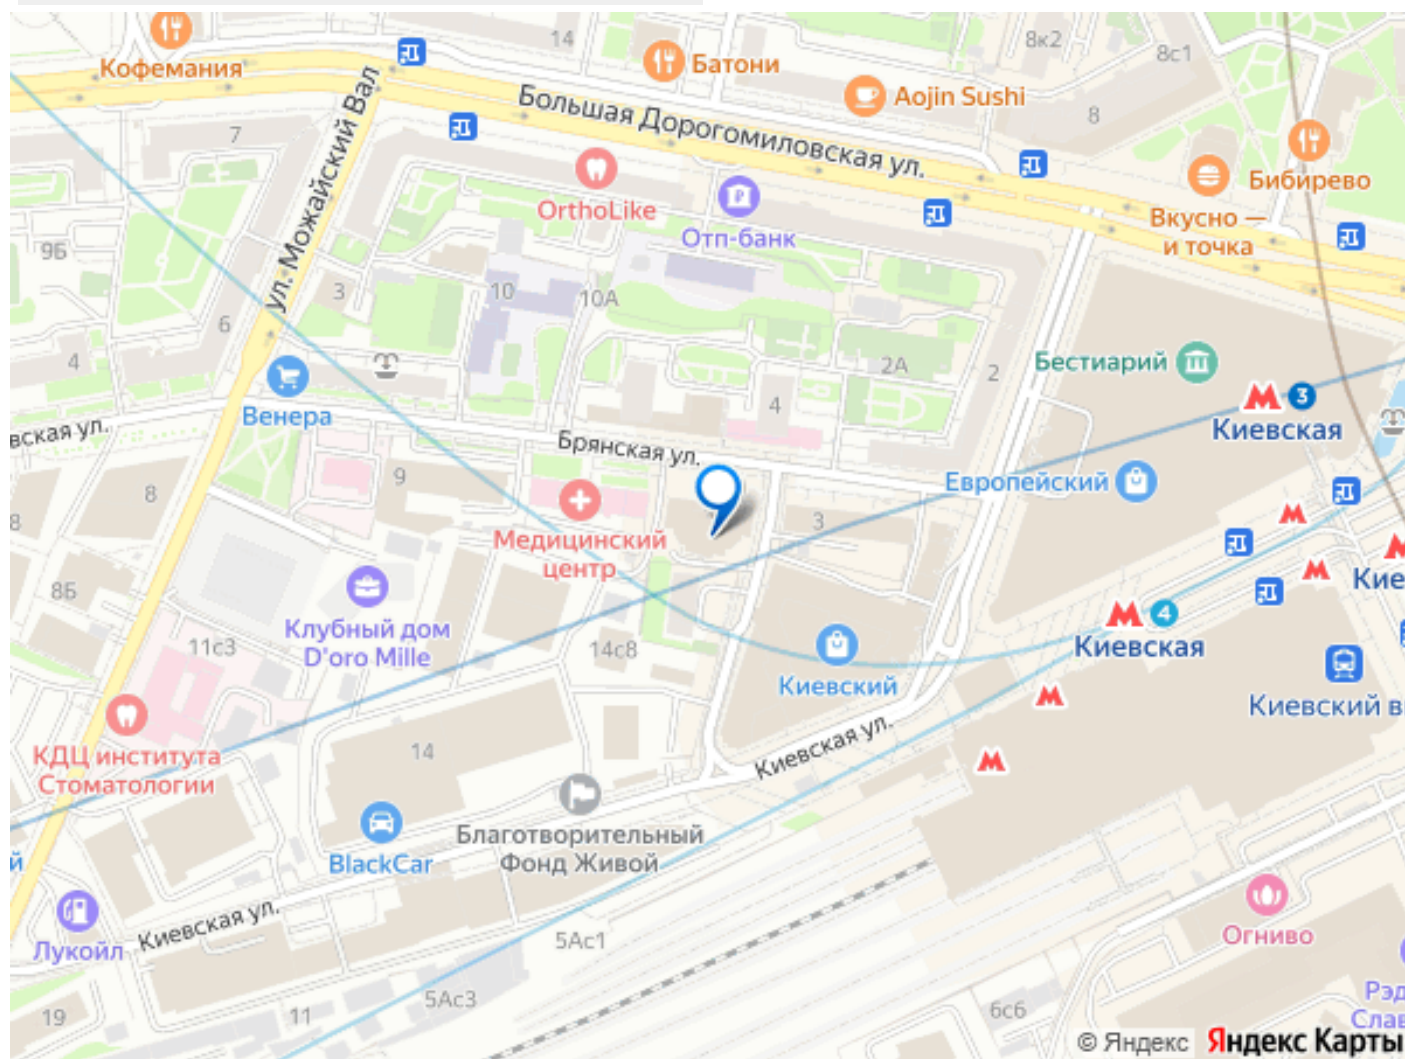 Кофемания
14
Батони
8к2
8с1
Aojin Sushi
8
Большая Дорогомиловская ул.
ул. Можайский Вал
7
OrthoLike
Отп-банк
Бибирево
Вкусно —
и точка
9Б
3
10
10А
6
4
2А
2
Бестиарий
3
Киевская
Венера
4
вская ул.
Брянская ул.
Европейский
9
8
8
3
Медицинский
центр
8Б
Клубный дом
D'oro Mille
11с3
14с8
4
Киевская
Кие
Киевский
Киевский в
КДЦ института
Стоматологии
14
Киевская ул.
Благотворительный
Фонд Живой
BlackCar
й
Лукойл
Киевская ул.
Огниво
5Ас1
5Ас3
11
19
6с6
Рэд
Слав
© Яндекс Яндекс Карты